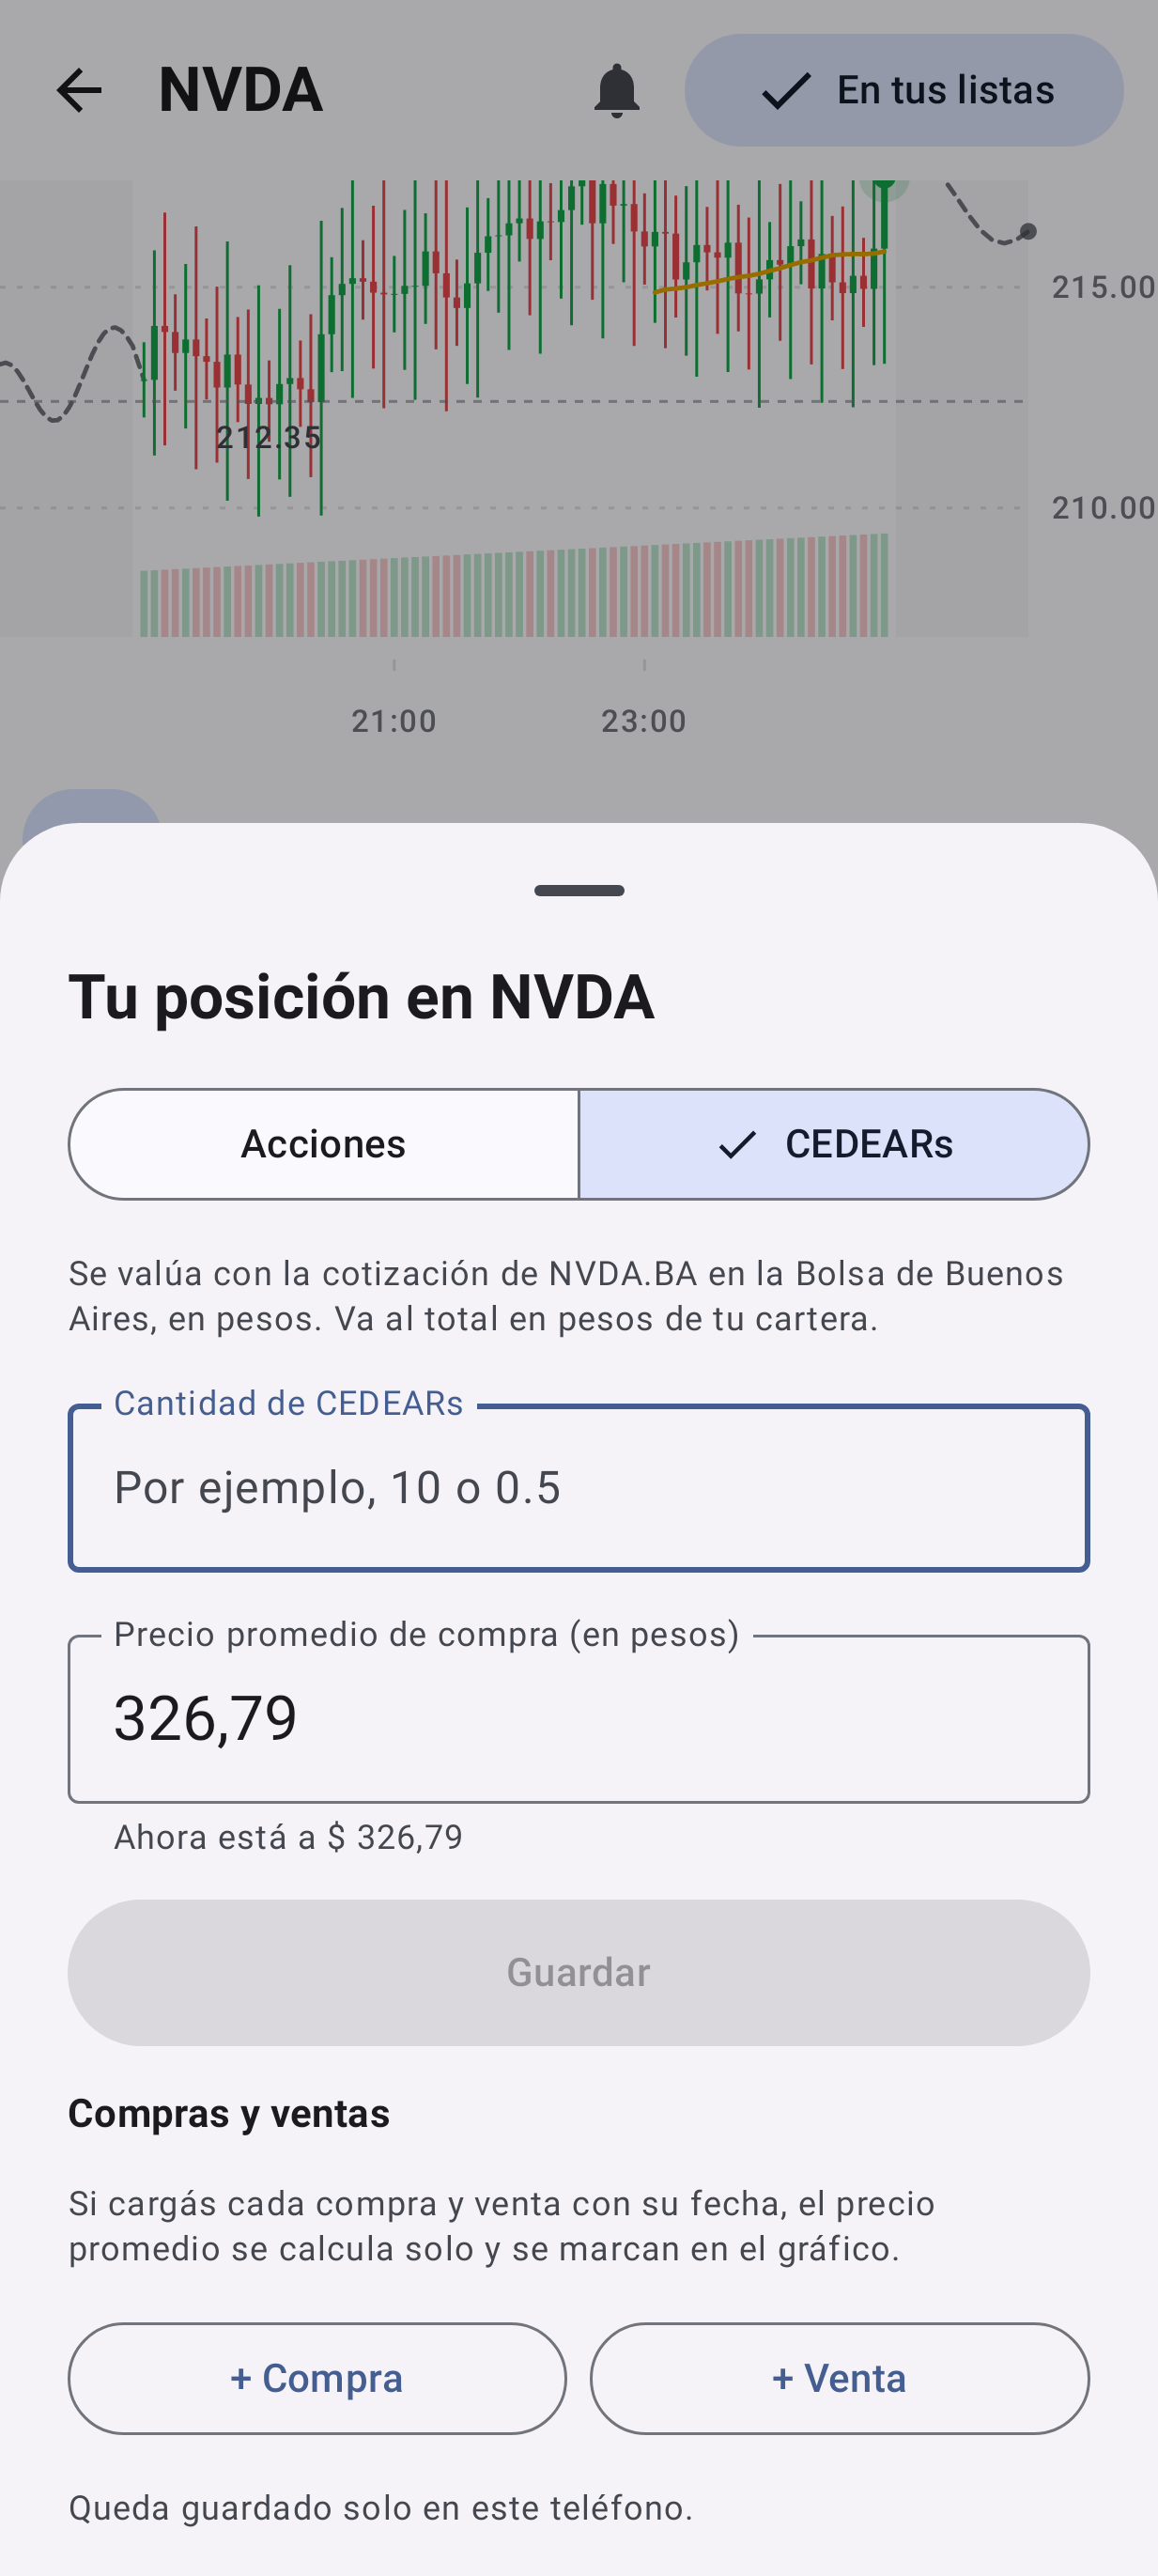 NVDA
En tus listas
215.00
212.35
210.00
21:00
23:00
Tu posición en NVDA
Acciones
CEDEARs
Se valúa con la cotización de NVDA.BA en la Bolsa de Buenos
Aires, en pesos. Va al total en pesos de tu cartera.
Cantidad de CEDEARs
Por ejemplo, 10 o 0.5
Precio promedio de compra (en pesos)
326,79
Ahora está a $ 326,79
Guardar
Compras y ventas
Si cargás cada compra y venta con su fecha, el precio
promedio se calcula solo y se marcan en el gráfico.
+ Compra
+ Venta
Queda guardado solo en este teléfono.